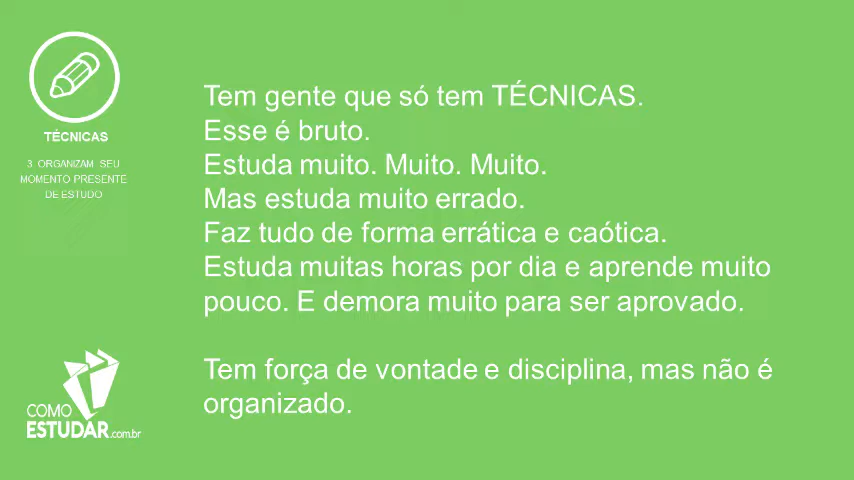 TÉCNICAS
3 ORGANIZAM SEU
MOMENTO PRESENTE
DE ESTUDO
Tem gente que só tem TÉCNICAS.
Esse é bruto.
Estuda muito. Muito. Muito.
Mas estuda muito errado.
Faz tudo de forma errática e caótica.
Estuda muitas horas por dia e aprende muito
pouco. E demora muito para ser aprovado.
Tem força de vontade e disciplina, mas não é
organizado.
COMO
ESTUDAR.com.br